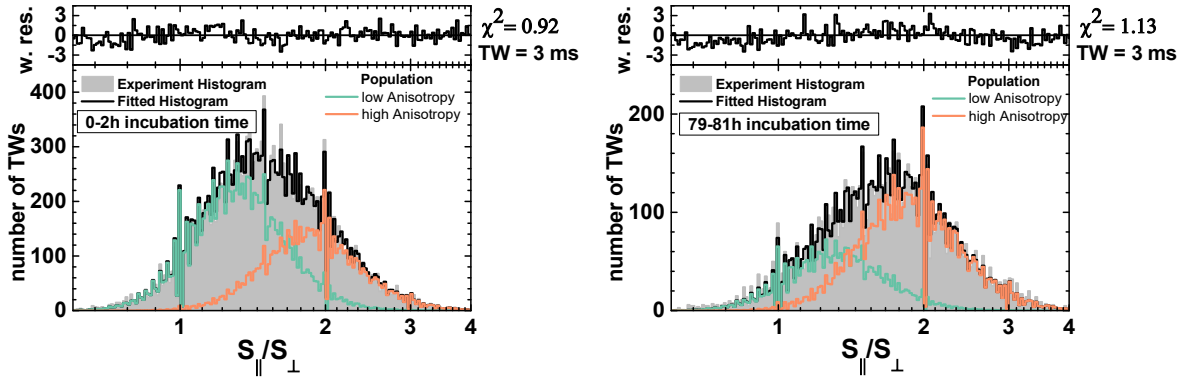 w. res.
3
0
-3
χ² = 0.92
TW = 3 ms
number of TWs
400
300
200
100
0
Experiment Histogram
Fitted Histogram
0-2h incubation time
Population
low Anisotropy
high Anisotropy
1 2 3 4
S∥/S⊥
w. res.
3
0
-3
χ² = 1.13
TW = 3 ms
number of TWs
200
100
0
Experiment Histogram
Fitted Histogram
79-81h incubation time
Population
low Anisotropy
high Anisotropy
1 2 3 4
S∥/S⊥